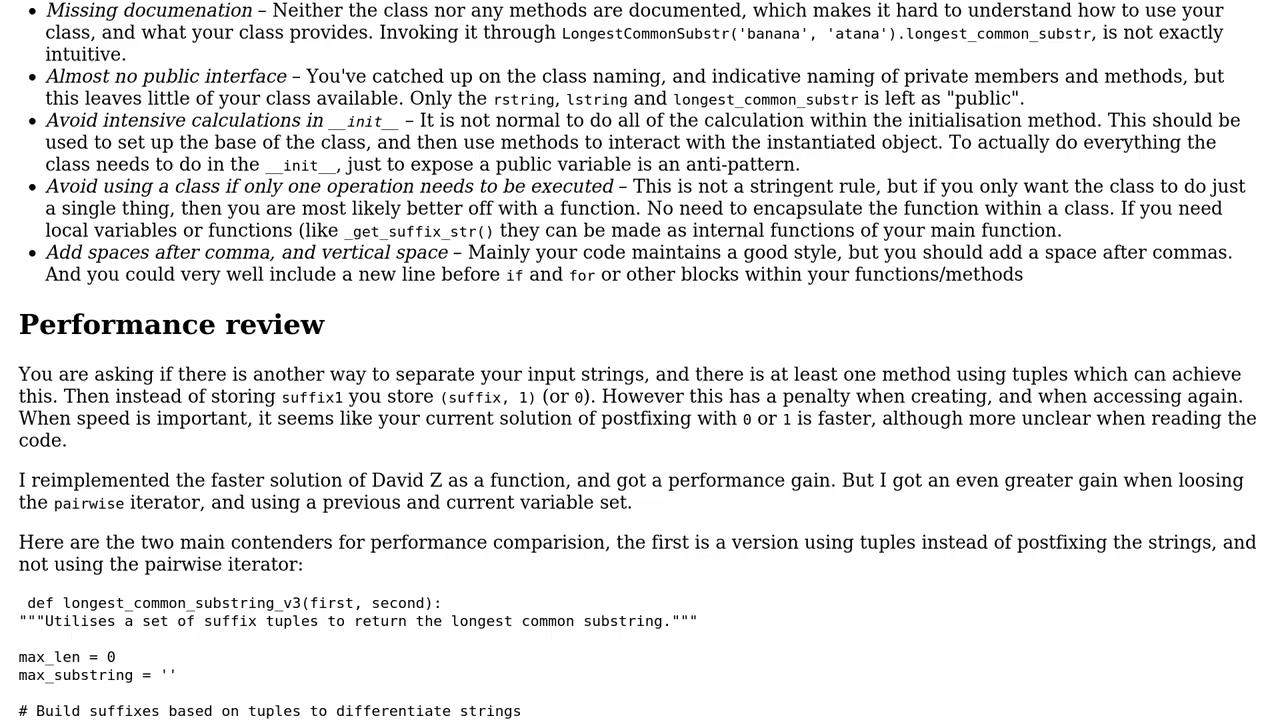 • Missing documenation – Neither the class nor any methods are documented, which makes it hard to understand how to use your
class, and what your class provides. Invoking it through LongestCommonSubstr('banana', 'atana').longest_common_substr, is not exactly
intuitive.
• Almost no public interface – You've catched up on the class naming, and indicative naming of private members and methods, but
this leaves little of your class available. Only the rstring, lstring and longest_common_substr is left as "public".
• Avoid intensive calculations in __init__ – It is not normal to do all of the calculation within the initialisation method. This should be
used to set up the base of the class, and then use methods to interact with the instantiated object. To actually do everything the
class needs to do in the __init__, just to expose a public variable is an anti-pattern.
• Avoid using a class if only one operation needs to be executed – This is not a stringent rule, but if you only want the class to do just
a single thing, then you are most likely better off with a function. No need to encapsulate the function within a class. If you need
local variables or functions (like _get_suffix_str() they can be made as internal functions of your main function.
• Add spaces after comma, and vertical space – Mainly your code maintains a good style, but you should add a space after commas.
And you could very well include a new line before if and for or other blocks within your functions/methods
Performance review
You are asking if there is another way to separate your input strings, and there is at least one method using tuples which can achieve
this. Then instead of storing suffix1 you store (suffix, 1) (or 0). However this has a penalty when creating, and when accessing again.
When speed is important, it seems like your current solution of postfixing with 0 or 1 is faster, although more unclear when reading the
code.
I reimplemented the faster solution of David Z as a function, and got a performance gain. But I got an even greater gain when loosing
the pairwise iterator, and using a previous and current variable set.
Here are the two main contenders for performance comparision, the first is a version using tuples instead of postfixing the strings, and
not using the pairwise iterator:
def longest_common_substring_v3(first, second):
"""Utilises a set of suffix tuples to return the longest common substring."""
max_len = 0
max_substring = ''
# Build suffixes based on tuples to differentiate strings